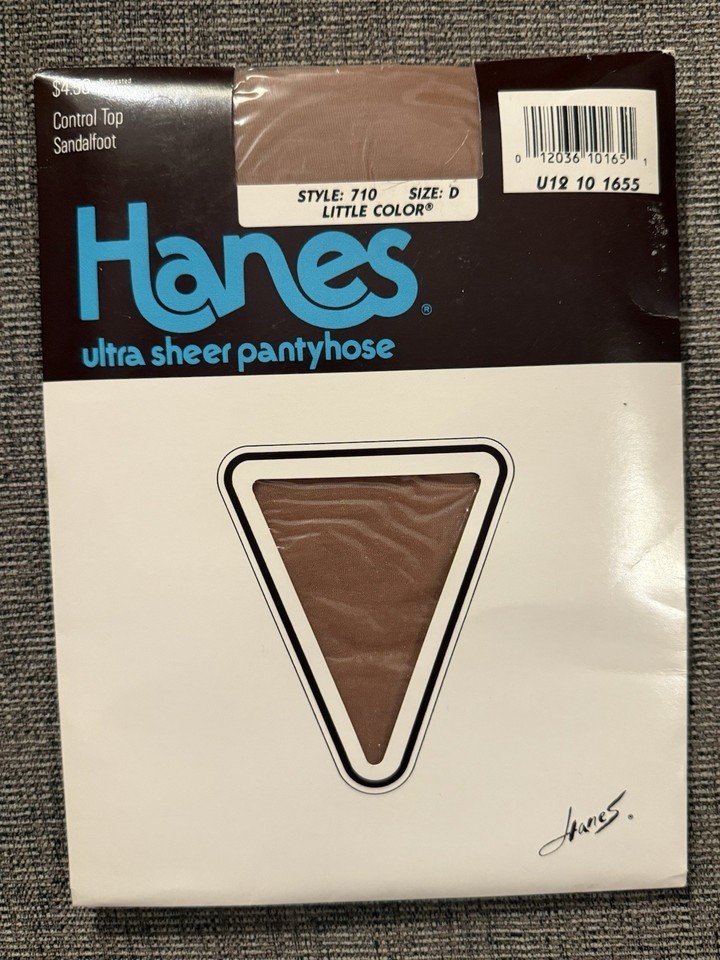 Control Top
Sandalfoot
STYLE: 710 SIZE: D
LITTLE COLOR®
0 12036 10165 1
U12 10 1655
Hanes®
ultra sheer pantyhose
Hanes®